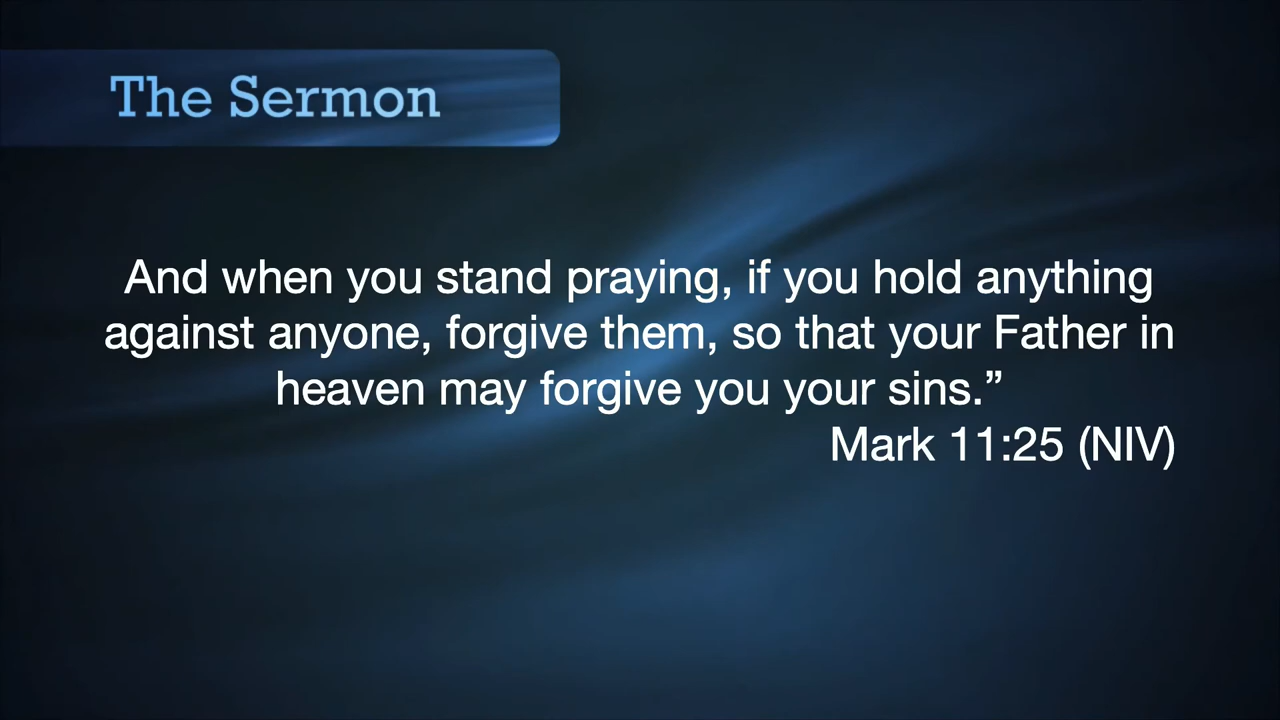 The Sermon
And when you stand praying, if you hold anything
against anyone, forgive them, so that your Father in
heaven may forgive you your sins.”
Mark 11:25 (NIV)